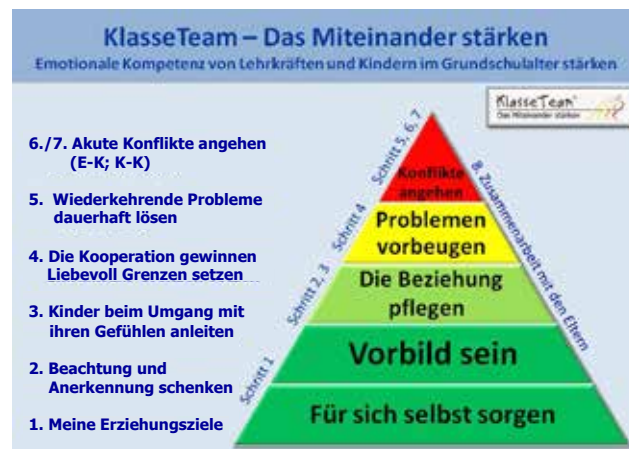 KlasseTeam – Das Miteinander stärken
Emotionale Kompetenz von Lehrkräften und Kindern im Grundschulalter stärken
KlasseTeam
Das Miteinander stärken
6./7. Akute Konflikte angehen
(E-K; K-K)
5. Wiederkehrende Probleme
dauerhaft lösen
4. Die Kooperation gewinnen
Liebevoll Grenzen setzen
3. Kinder beim Umgang mit
ihren Gefühlen anleiten
2. Beachtung und
Anerkennung schenken
1. Meine Erziehungsziele
Schritt 5, 6, 7
Schritt 4
Schritt 2, 3
Schritt 1
Konflikte
angehen
Problemen
vorbeugen
Die Beziehung
pflegen
Vorbild sein
Für sich selbst sorgen
8. Zusammenarbeit mit den Eltern